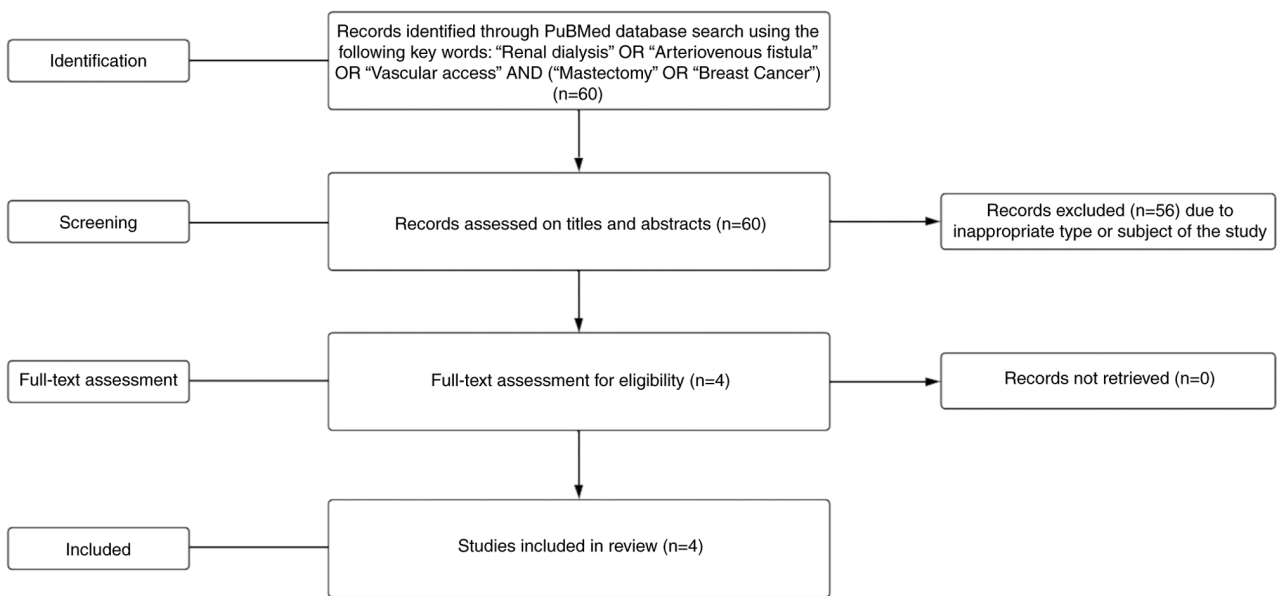 Identification
Records identified through PuBMed database search using the
following key words: “Renal dialysis” OR “Arteriovenous fistula”
OR “Vascular access” AND (“Mastectomy” OR “Breast Cancer”)
(n=60)
Screening
Records assessed on titles and abstracts (n=60)
Records excluded (n=56) due to
inappropriate type or subject of the study
Full-text assessment
Full-text assessment for eligibility (n=4)
Records not retrieved (n=0)
Included
Studies included in review (n=4)